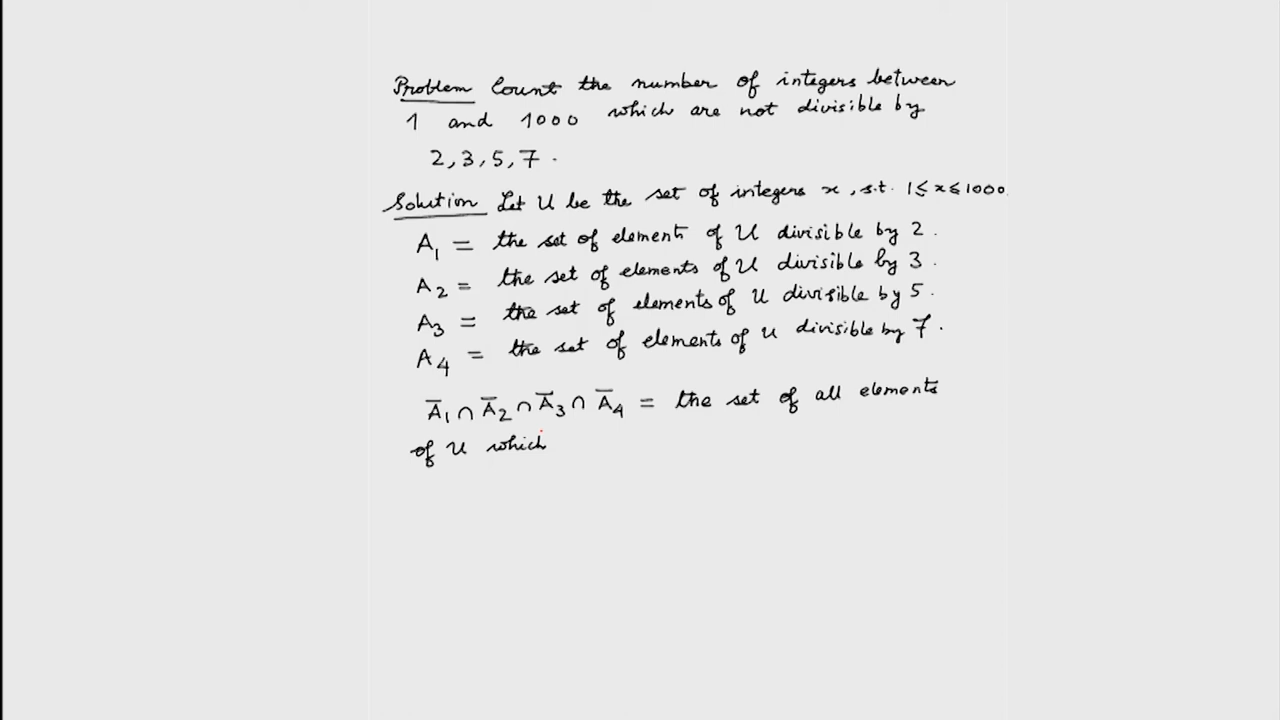 Problem Count the number of integers between
1 and 1000 which are not divisible by
2, 3, 5, 7.
Solution Let U be the set of integers x, s.t. 1 ≤ x ≤ 1000
A₁ = the set of element of U divisible by 2.
A₂ = the set of elements of U divisible by 3.
A₃ = the set of elements of U divisible by 5.
A₄ = the set of elements of U divisible by 7.
Ā₁ ∩ Ā₂ ∩ Ā₃ ∩ Ā₄ = the set of all elements
of U which